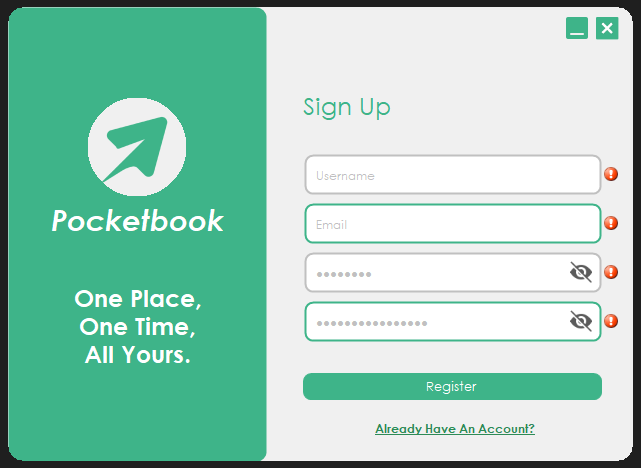 Pocketbook
One Place,
One Time,
All Yours.
Sign Up
Username
Email
••••••••
••••••••••••••••
Register
Already Have An Account?